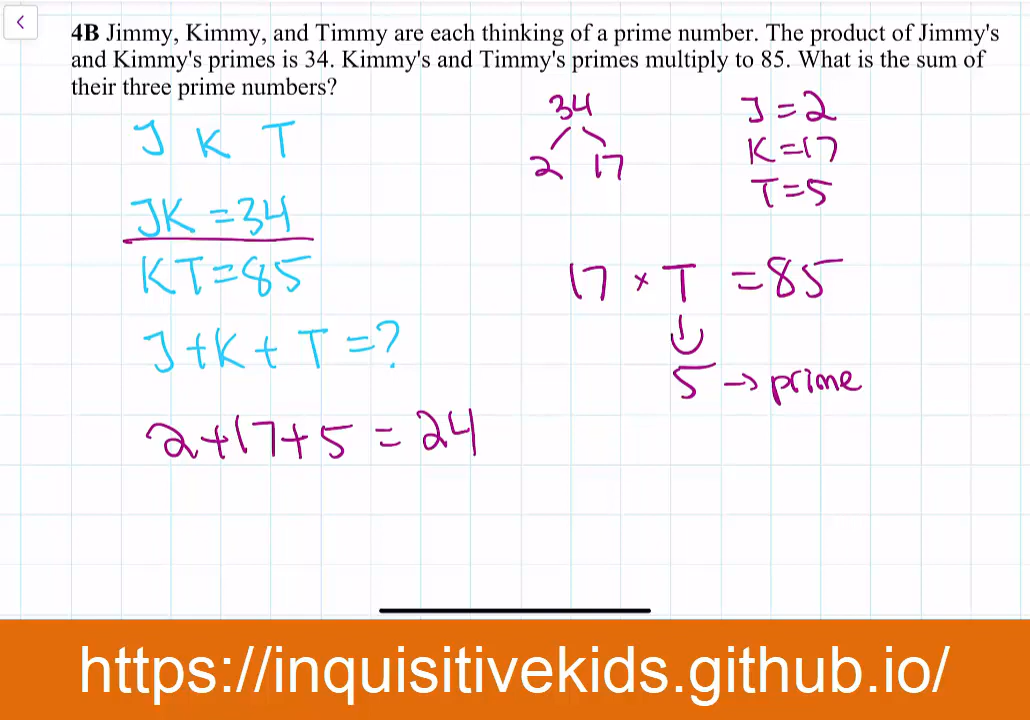 4B Jimmy, Kimmy, and Timmy are each thinking of a prime number. The product of Jimmy's
and Kimmy's primes is 34. Kimmy's and Timmy's primes multiply to 85. What is the sum of
their three prime numbers?
J K T
JK = 34
KT = 85
J + K + T = ?
2 + 17 + 5 = 24
34
2 17
J = 2
K = 17
T = 5
17 × T = 85
5 → prime
https://inquisitivekids.github.io/